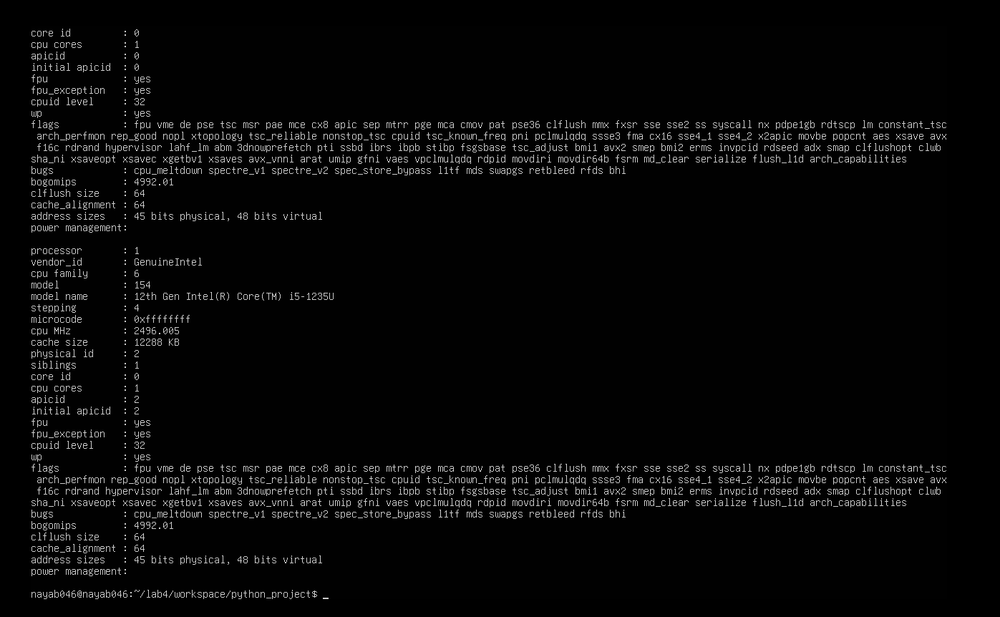 core id         : 0
cpu cores       : 1
apicid          : 0
initial apicid  : 0
fpu             : yes
fpu_exception   : yes
cpuid level     : 32
wp              : yes
flags           : fpu vme de pse tsc msr pae mce cx8 apic sep mtrr pge mca cmov pat pse36 clflush mmx fxsr sse sse2 ss syscall nx pdpe1gb rdtscp lm constant_tsc
 arch_perfmon rep_good nopl xtopology tsc_reliable nonstop_tsc cpuid tsc_known_freq pni pclmulqdq ssse3 fma cx16 sse4_1 sse4_2 x2apic movbe popcnt aes xsave avx
 f16c rdrand hypervisor lahf_lm abm 3dnowprefetch pti ssbd ibrs ibpb stibp fsgsbase tsc_adjust bmi1 avx2 smep bmi2 erms invpcid rdseed adx smap clflushopt clwb
sha_ni xsaveopt xsavec xgetbv1 xsaves avx_vnni arat umip gfni vaes vpclmulqdq rdpid movdiri movdir64b fsrm md_clear serialize flush_l1d arch_capabilities
bugs            : cpu_meltdown spectre_v1 spectre_v2 spec_store_bypass l1tf mds swapgs retbleed rfds bhi
bogomips        : 4992.01
clflush size    : 64
cache_alignment : 64
address sizes   : 45 bits physical, 48 bits virtual
power management:

processor       : 1
vendor_id       : GenuineIntel
cpu family      : 6
model           : 154
model name      : 12th Gen Intel(R) Core(TM) i5-1235U
stepping        : 4
microcode       : 0xffffffff
cpu MHz         : 2496.005
cache size      : 12288 KB
physical id     : 2
siblings        : 1
core id         : 0
cpu cores       : 1
apicid          : 2
initial apicid  : 2
fpu             : yes
fpu_exception   : yes
cpuid level     : 32
wp              : yes
flags           : fpu vme de pse tsc msr pae mce cx8 apic sep mtrr pge mca cmov pat pse36 clflush mmx fxsr sse sse2 ss syscall nx pdpe1gb rdtscp lm constant_tsc
 arch_perfmon rep_good nopl xtopology tsc_reliable nonstop_tsc cpuid tsc_known_freq pni pclmulqdq ssse3 fma cx16 sse4_1 sse4_2 x2apic movbe popcnt aes xsave avx
 f16c rdrand hypervisor lahf_lm abm 3dnowprefetch pti ssbd ibrs ibpb stibp fsgsbase tsc_adjust bmi1 avx2 smep bmi2 erms invpcid rdseed adx smap clflushopt clwb
sha_ni xsaveopt xsavec xgetbv1 xsaves avx_vnni arat umip gfni vaes vpclmulqdq rdpid movdiri movdir64b fsrm md_clear serialize flush_l1d arch_capabilities
bugs            : cpu_meltdown spectre_v1 spectre_v2 spec_store_bypass l1tf mds swapgs retbleed rfds bhi
bogomips        : 4992.01
clflush size    : 64
cache_alignment : 64
address sizes   : 45 bits physical, 48 bits virtual
power management:

nayab046@nayab046:~/lab4/workspace/python_project$ _